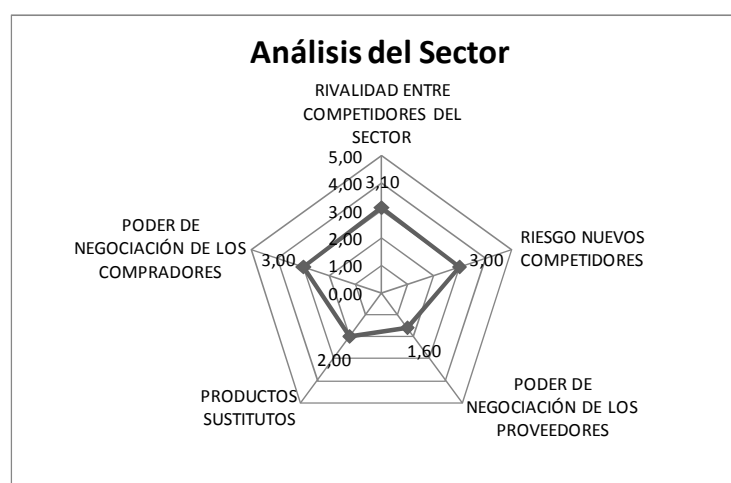 Análisis del Sector
RIVALIDAD ENTRE
COMPETIDORES DEL
SECTOR
5,00
4,00
3,10
3,00
2,00
1,00
0,00
RIESGO NUEVOS
COMPETIDORES
3,00
PODER DE
NEGOCIACIÓN DE LOS
PROVEEDORES
1,60
PRODUCTOS
SUSTITUTOS
2,00
PODER DE
NEGOCIACIÓN DE LOS
COMPRADORES
3,00